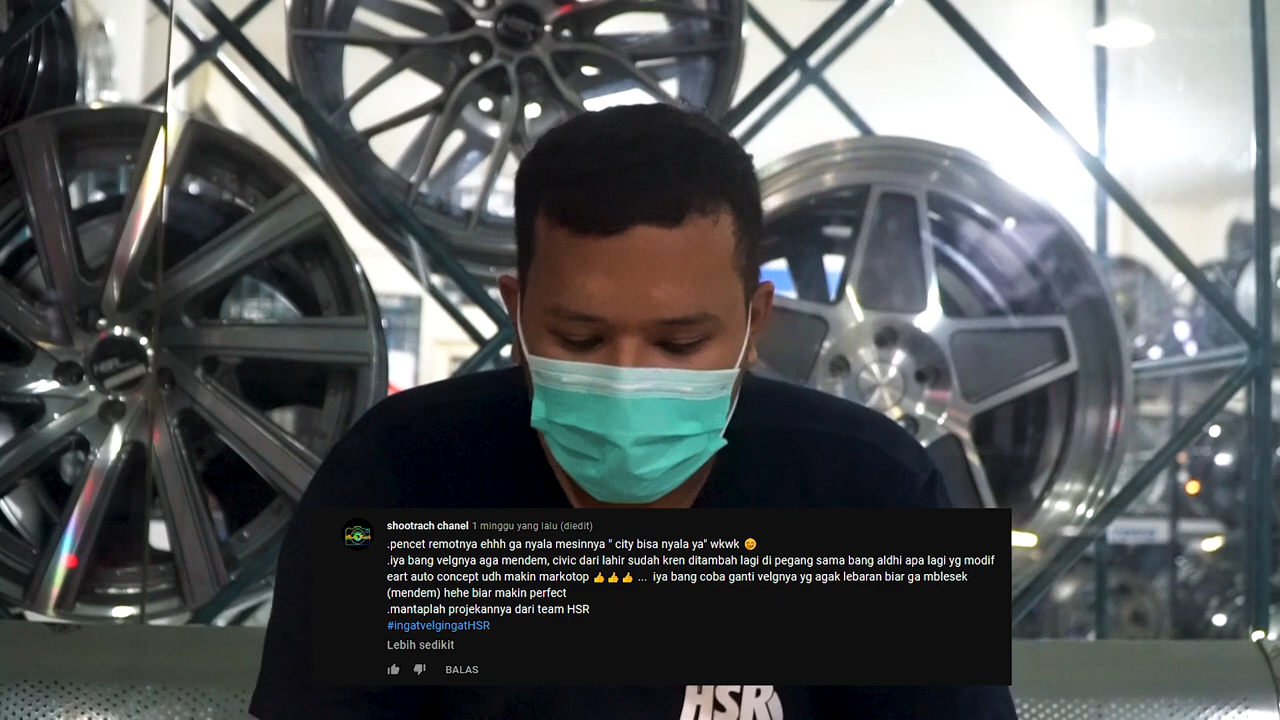 shootrach chanel 1 minggu yang lalu (diedit)
.pencet remotnya ehhh ga nyala mesinnya " city bisa nyala ya" wkwk 😊
.iya bang velgnya aga mendem, civic dari lahir sudah kren ditambah lagi di pegang sama bang aldhi apa lagi yg modif
eart auto concept udh makin markotop 👍👍👍 ... iya bang coba ganti velgnya yg agak lebaran biar ga mblesek
(mendem) hehe biar makin perfect
.mantaplah projekannya dari team HSR
#ingatvelgingatHSR
Lebih sedikit
BALAS
HSR